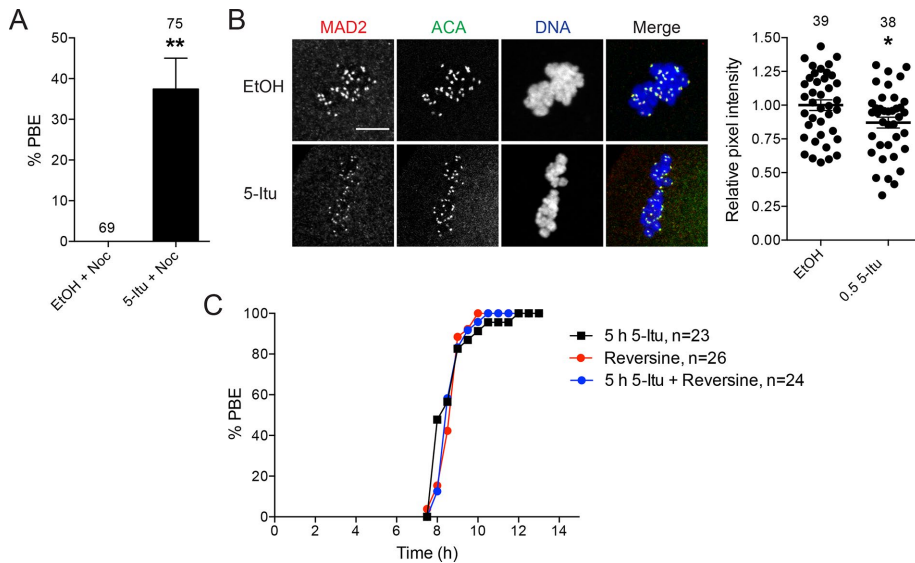 A
75
**
50
40
30
20
10
0
% PBE
69
EtOH + Noc
5-Itu + Noc
B
MAD2
ACA
DNA
Merge
EtOH
5-Itu
39
38
*
1.50
1.25
1.00
0.75
0.50
0.25
0.00
Relative pixel intensity
EtOH
0.5 5-Itu
C
100
80
60
40
20
0
% PBE
0 2 4 6 8 10 12 14
Time (h)
5 h 5-Itu, n=23
Reversine, n=26
5 h 5-Itu + Reversine, n=24